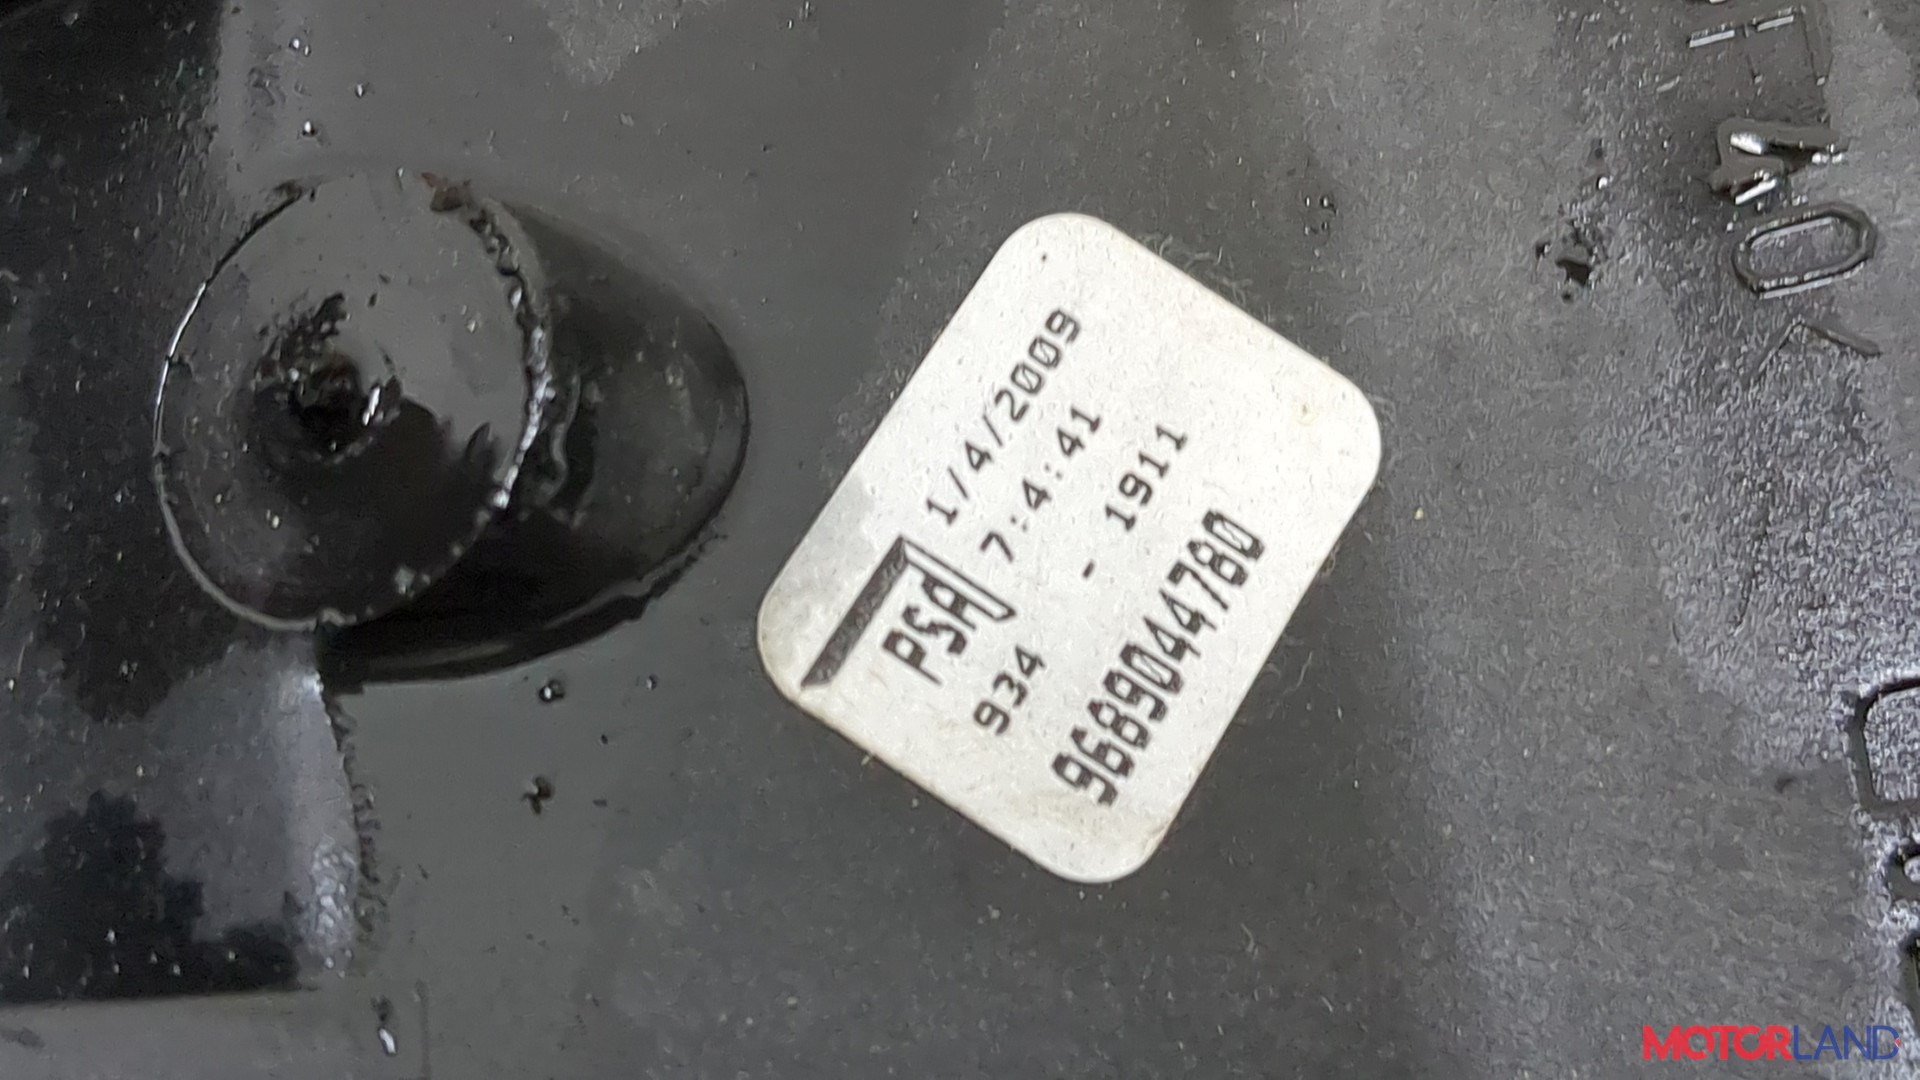 1/4/2009
PSA 7:4:41
934 - 1911
9689044780
MOTORLAND